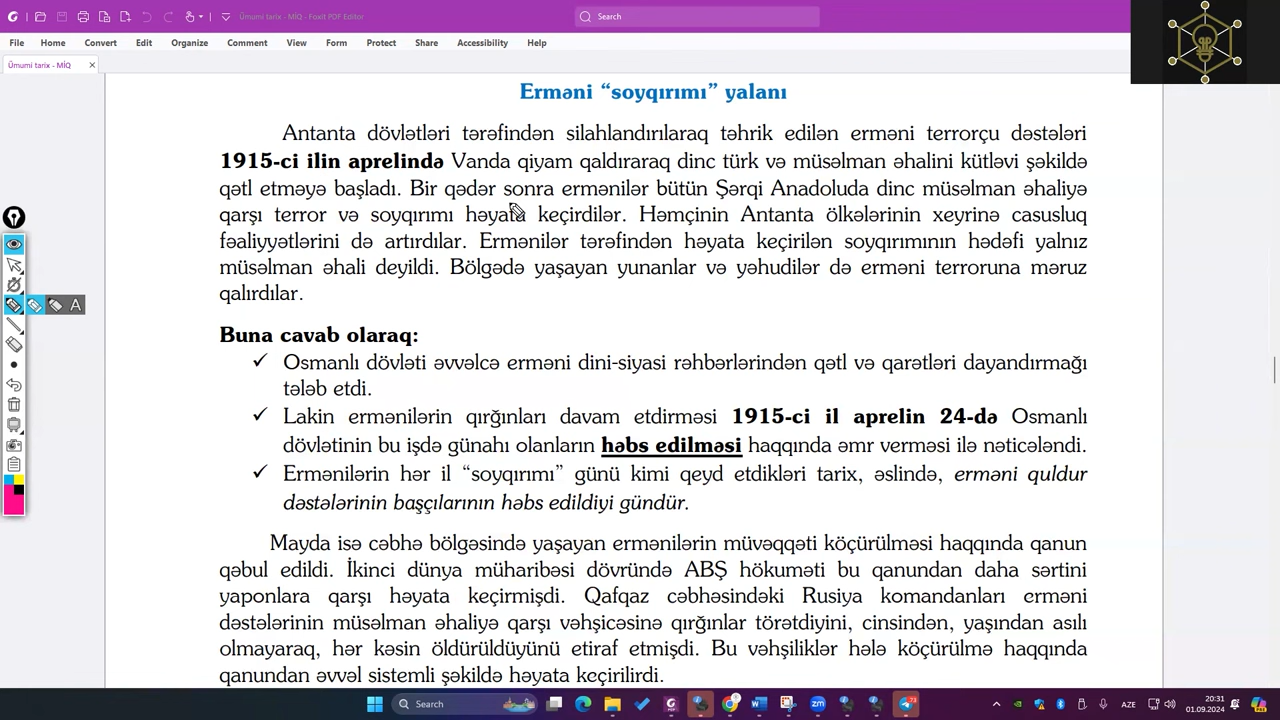 Ümumi tarix - MİQ - Foxit PDF Editor
Search
File Home Convert Edit Organize Comment View Form Protect Share Accessibility Help
Ümumi tarix - MİQ
Erməni “soyqırımı” yalanı
Antanta dövlətləri tərəfindən silahlandırılaraq təhrik edilən erməni terrorçu dəstələri
1915-ci ilin aprelində Vanda qiyam qaldıraraq dinc türk və müsəlman əhalini kütləvi şəkildə
qətl etməyə başladı. Bir qədər sonra ermənilər bütün Şərqi Anadoluda dinc müsəlman əhaliyə
qarşı terror və soyqırımı həyata keçirdilər. Həmçinin Antanta ölkələrinin xeyrinə casusluq
fəaliyyətlərini də artırdılar. Ermənilər tərəfindən həyata keçirilən soyqırımının hədəfi yalnız
müsəlman əhali deyildi. Bölgədə yaşayan yunanlar və yəhudilər də erməni terroruna məruz
qalırdılar.
Buna cavab olaraq:
✓ Osmanlı dövləti əvvəlcə erməni dini-siyasi rəhbərlərindən qətl və qarətləri dayandırmağı
tələb etdi.
✓ Lakin ermənilərin qırğınları davam etdirməsi 1915-ci il aprelin 24-də Osmanlı
dövlətinin bu işdə günahı olanların həbs edilməsi haqqında əmr verməsi ilə nəticələndi.
✓ Ermənilərin hər il “soyqırımı” günü kimi qeyd etdikləri tarix, əslində, erməni quldur
dəstələrinin başçılarının həbs edildiyi gündür.
Mayda isə cəbhə bölgəsində yaşayan ermənilərin müvəqqəti köçürülməsi haqqında qanun
qəbul edildi. İkinci dünya müharibəsi dövründə ABŞ hökuməti bu qanundan daha sərtini
yaponlara qarşı həyata keçirmişdi. Qafqaz cəbhəsindəki Rusiya komandanları erməni
dəstələrinin müsəlman əhaliyə qarşı vəhşicəsinə qırğınlar törətdiyini, cinsindən, yaşından asılı
olmayaraq, hər kəsin öldürüldüyünü etiraf etmişdi. Bu vəhşiliklər hələ köçürülmə haqqında
qanundan əvvəl sistemli şəkildə həyata keçirilirdi.
A
Search
AZE
20:31
01.09.2024